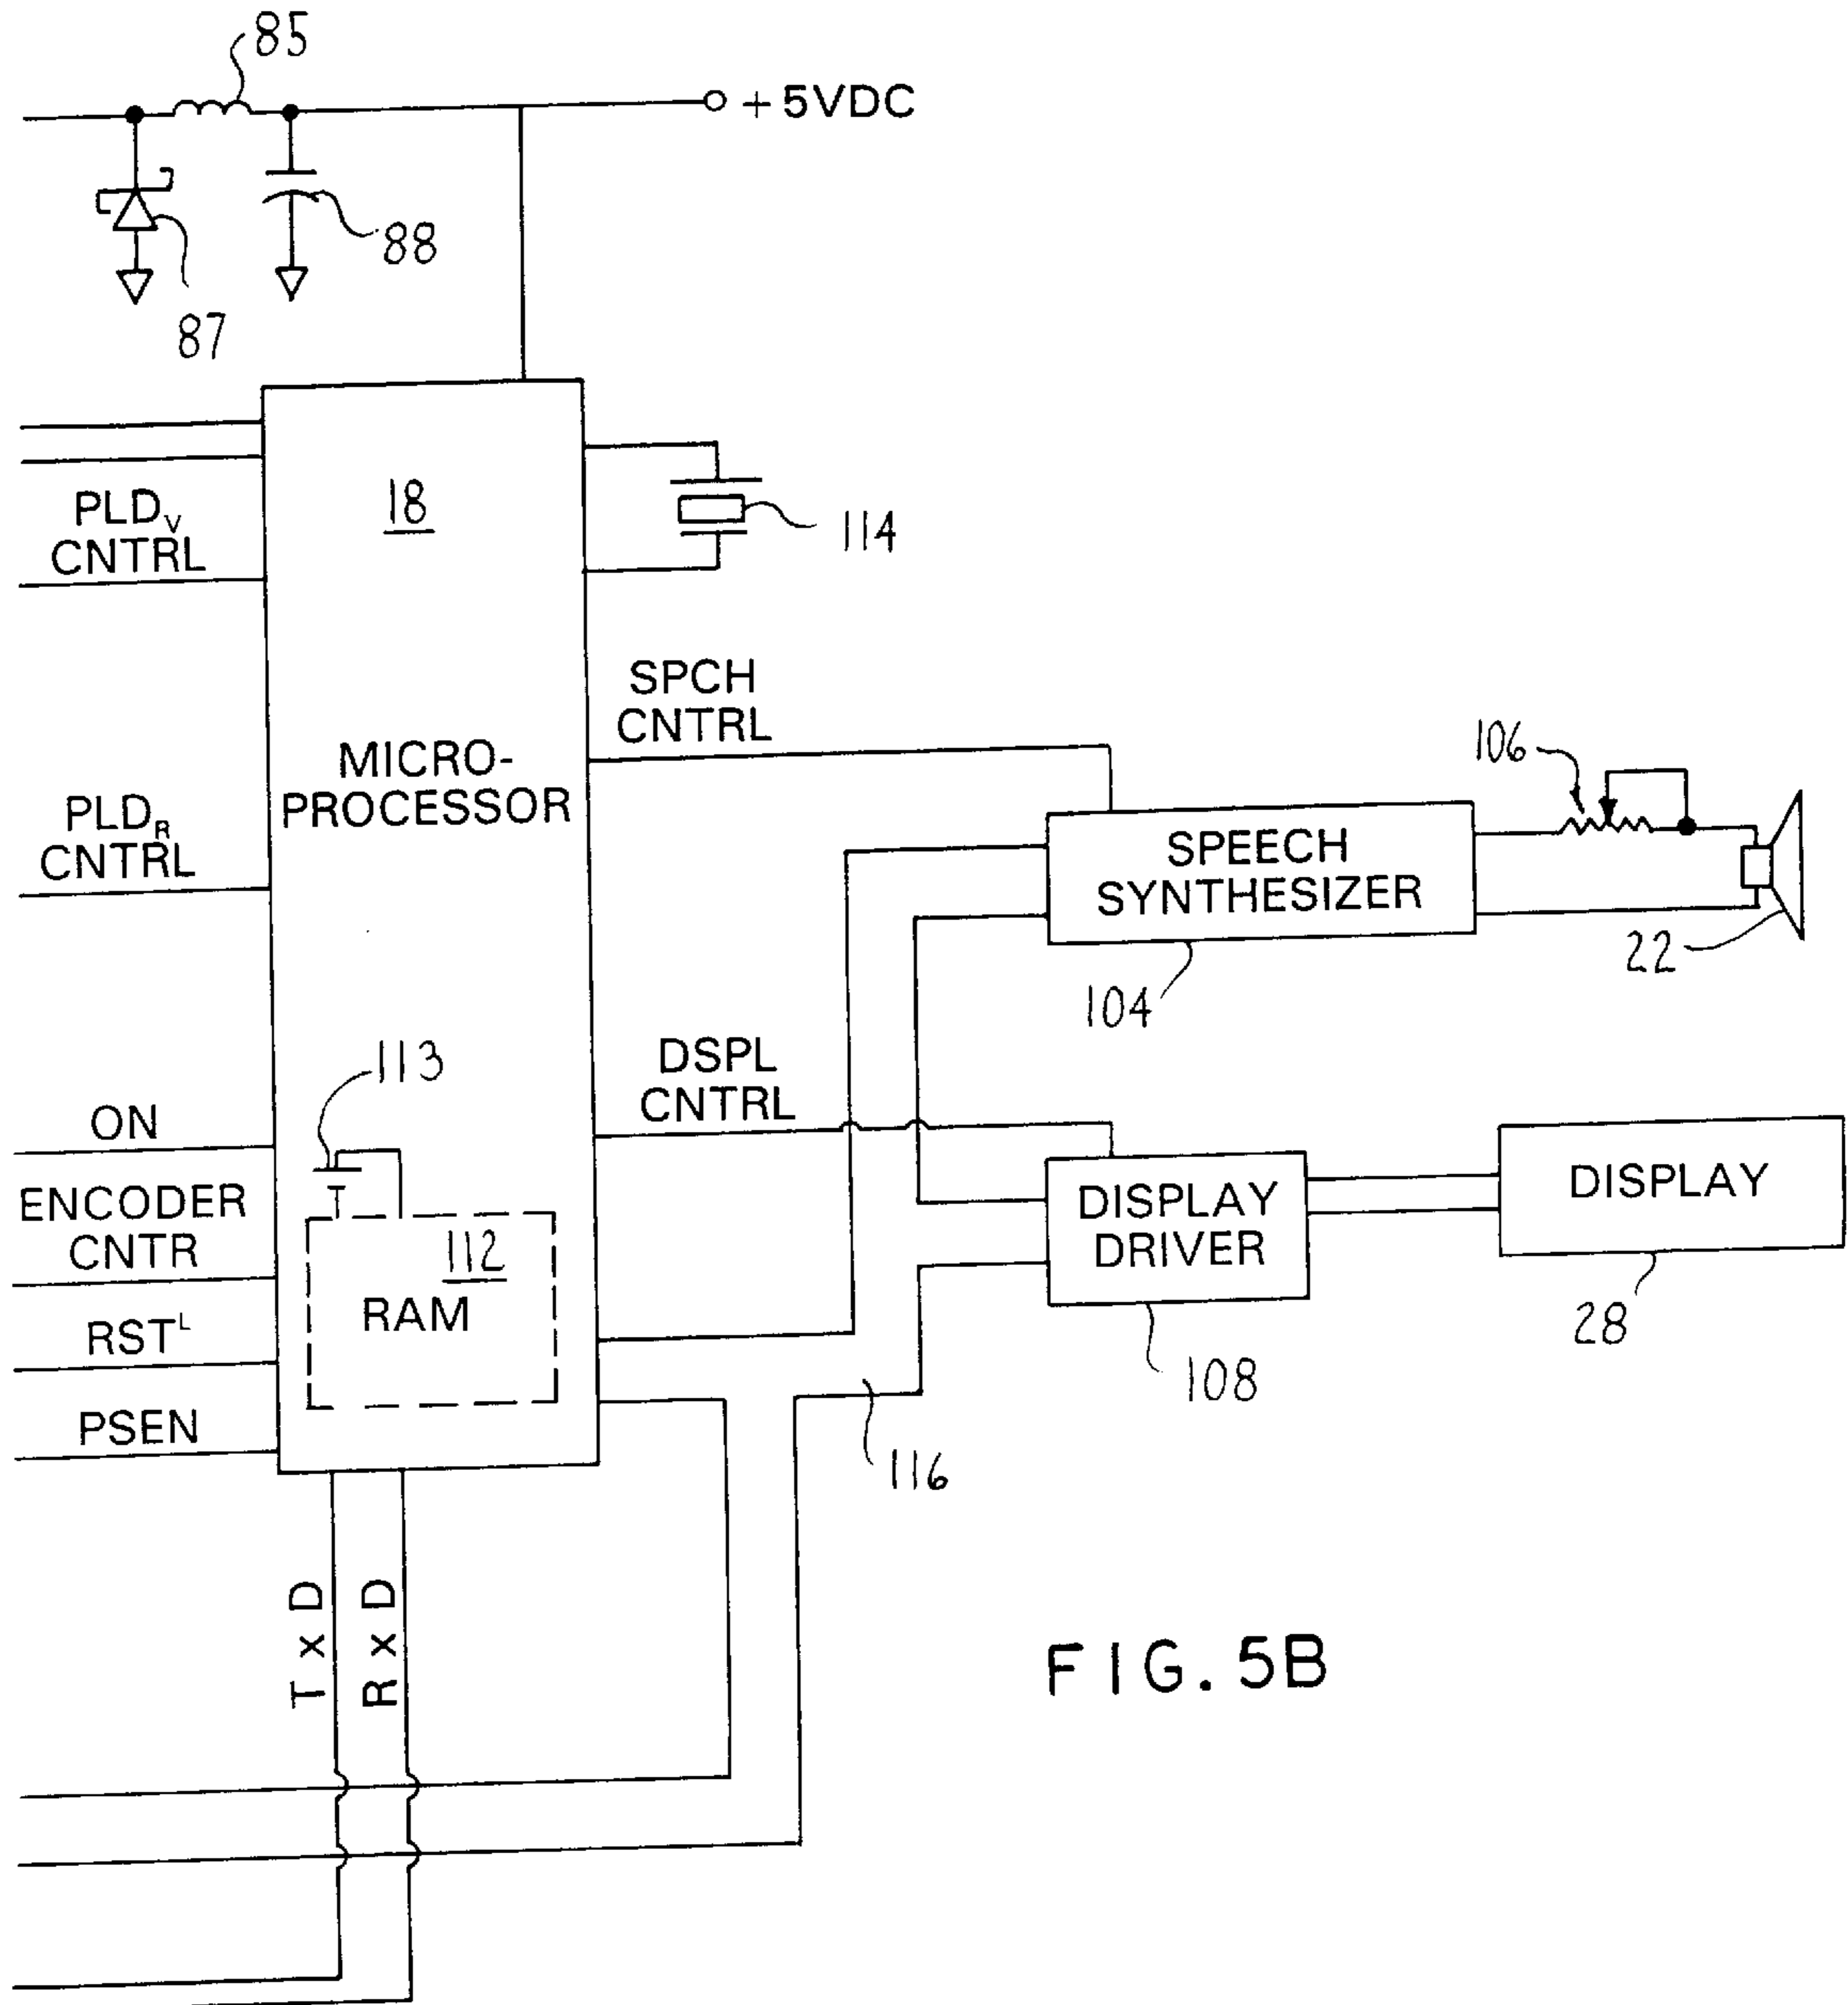 85
+5VDC
88
87
18
PLDV
CNTRL
114
SPCH
CNTRL
MICRO-
PROCESSOR
106
PLDR
CNTRL
SPEECH
SYNTHESIZER
22
104
113
DSPL
CNTRL
ON
DISPLAY
ENCODER
CNTR
DISPLAY
DRIVER
112
RAM
28
RSTL
108
PSEN
116
TxD
RxD
FIG. 5B